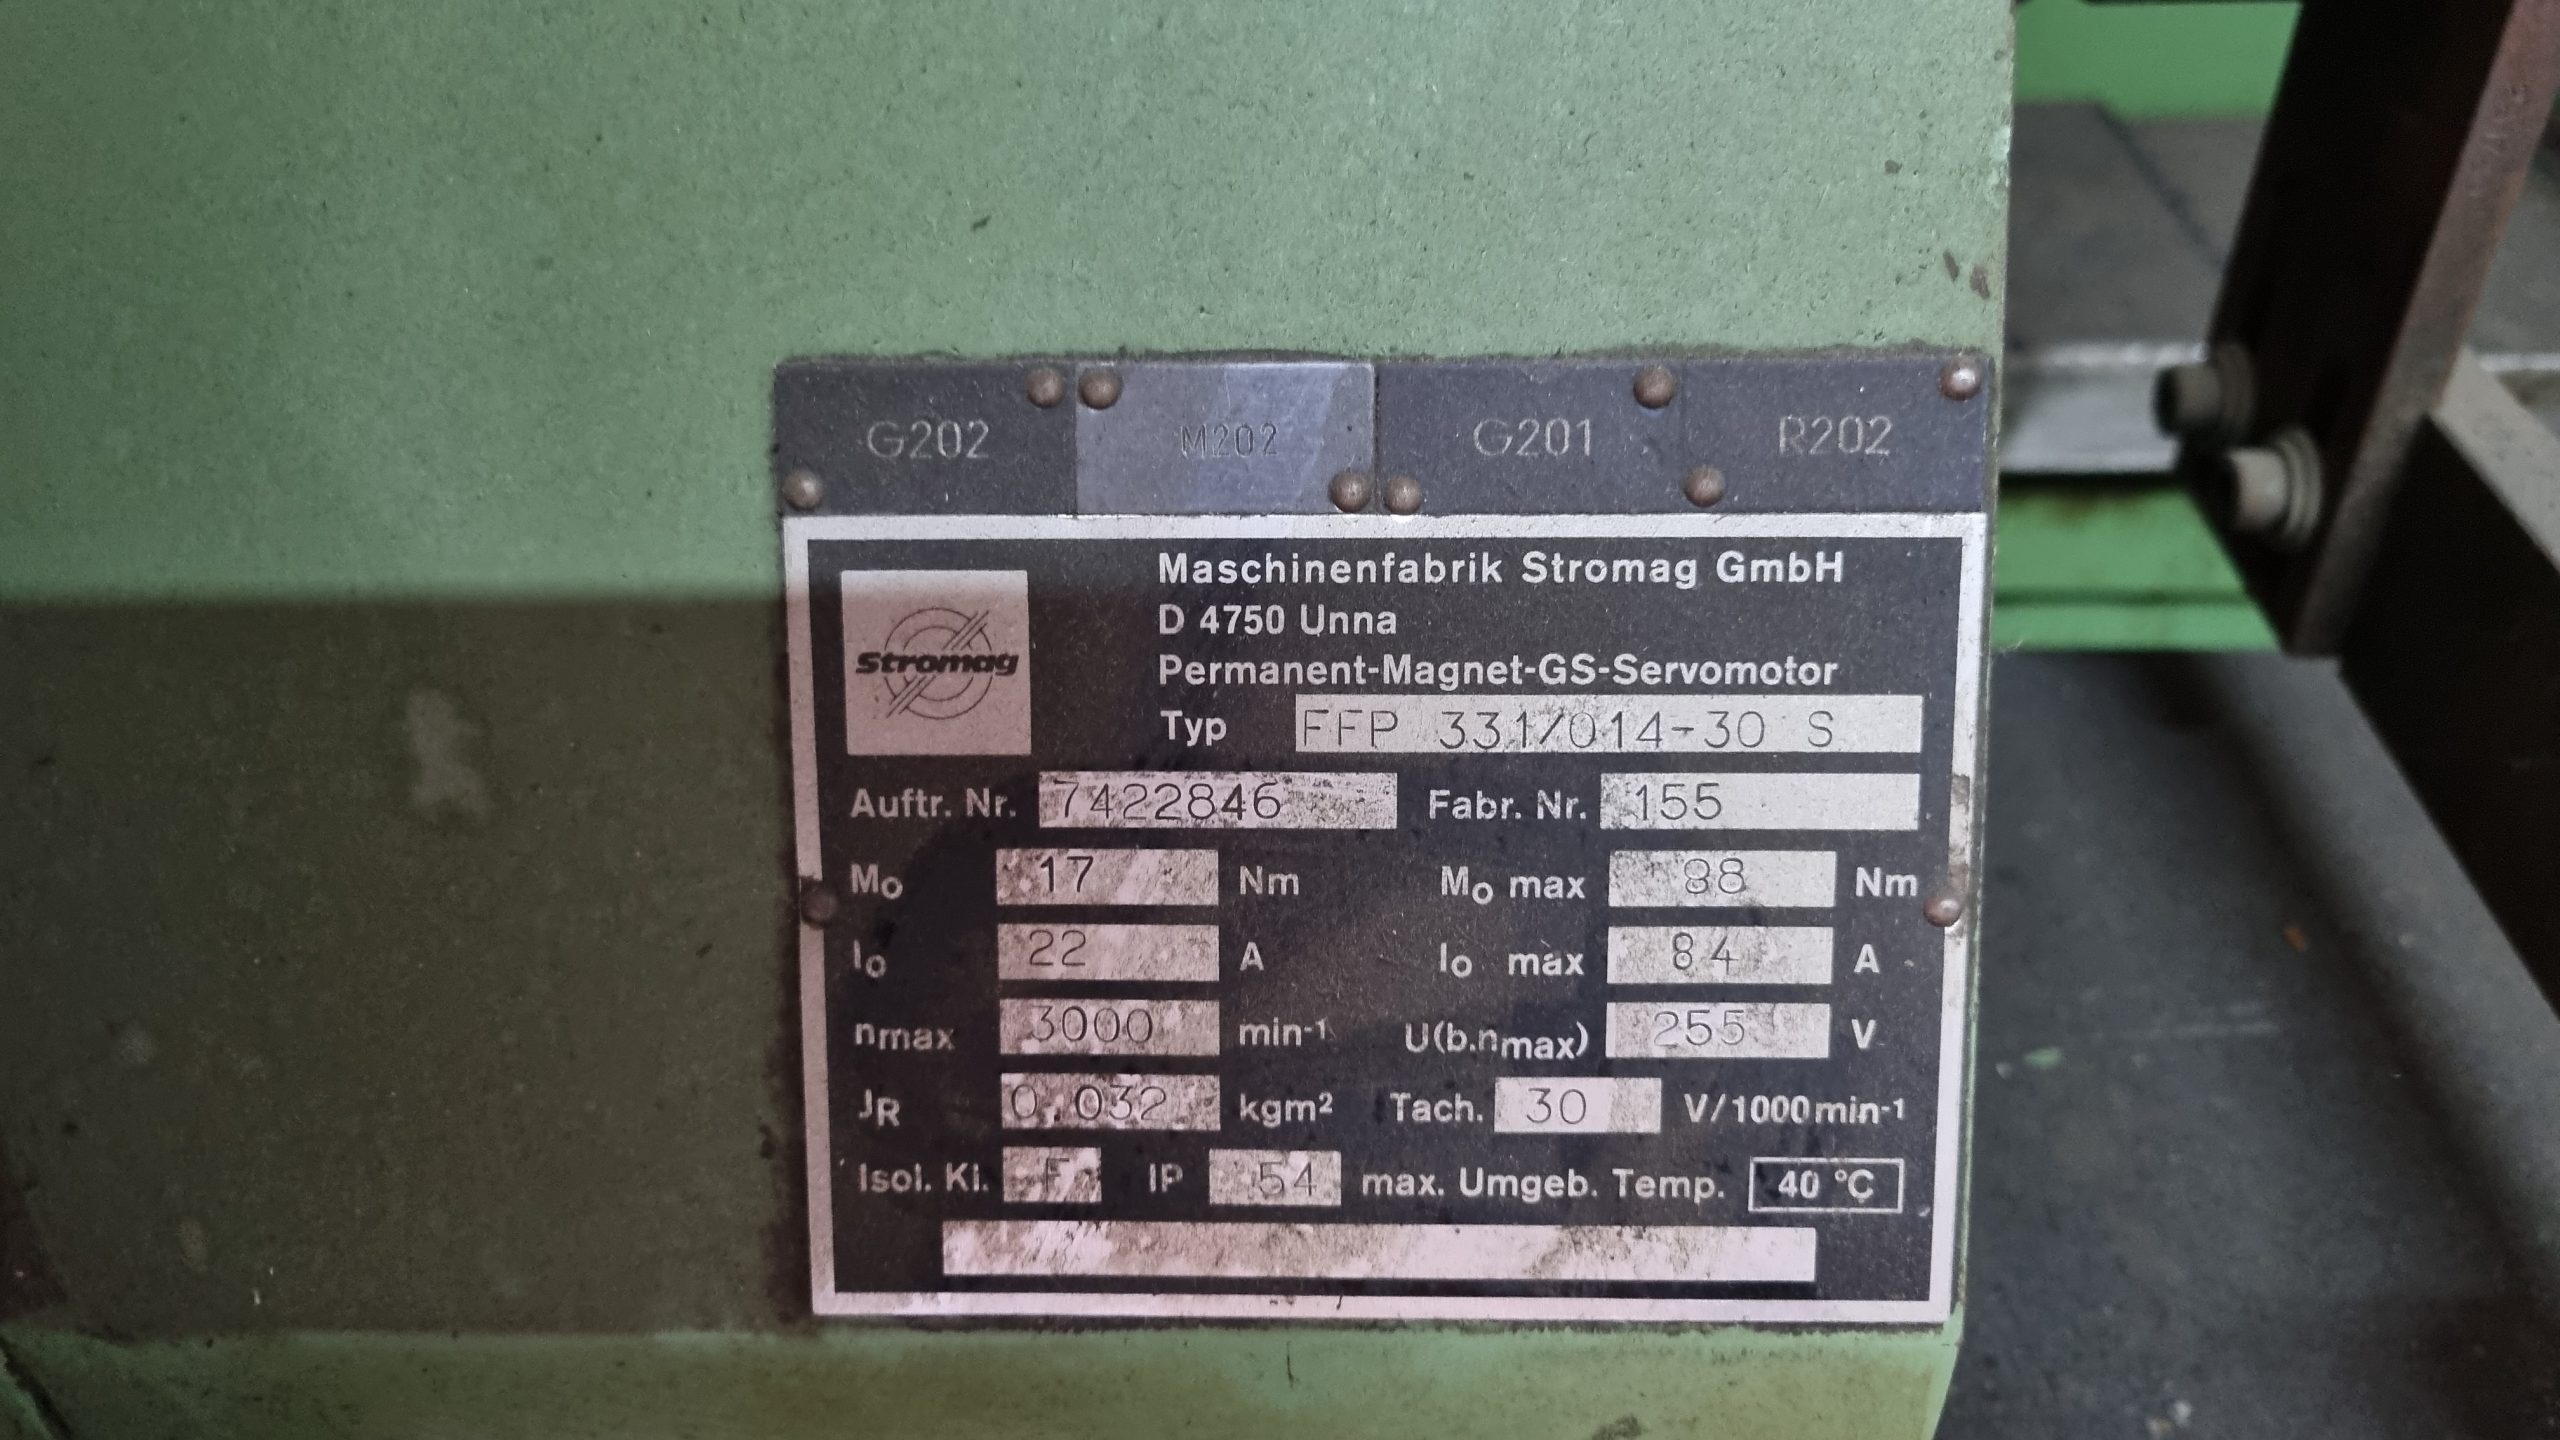 G202 M202 G201 R202
Maschinenfabrik Stromag GmbH
D 4750 Unna
Stromag
Permanent-Magnet-GS-Servomotor
Typ FFP 331/014-30 S
Auftr. Nr. 7422846 Fabr. Nr. 155
Mo 17 Nm Mo max 88 Nm
Io 22 A Io max 84 A
nmax 3000 min-1 U(b.nmax) 255 V
JR 0,032 kgm² Tach. 30 V/1000min-1
Isol. Kl. F IP 54 max. Umgeb. Temp. 40 °C